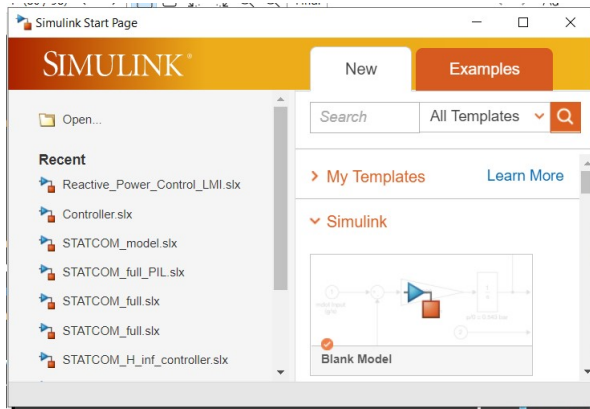 Simulink Start Page
SIMULINK®
New
Examples
Open...
Search
All Templates
Recent
Reactive_Power_Control_LMI.slx
Controller.slx
STATCOM_model.slx
STATCOM_full_PIL.slx
STATCOM_full.slx
STATCOM_full.slx
STATCOM_H_inf_controller.slx
My Templates
Learn More
Simulink
Blank Model